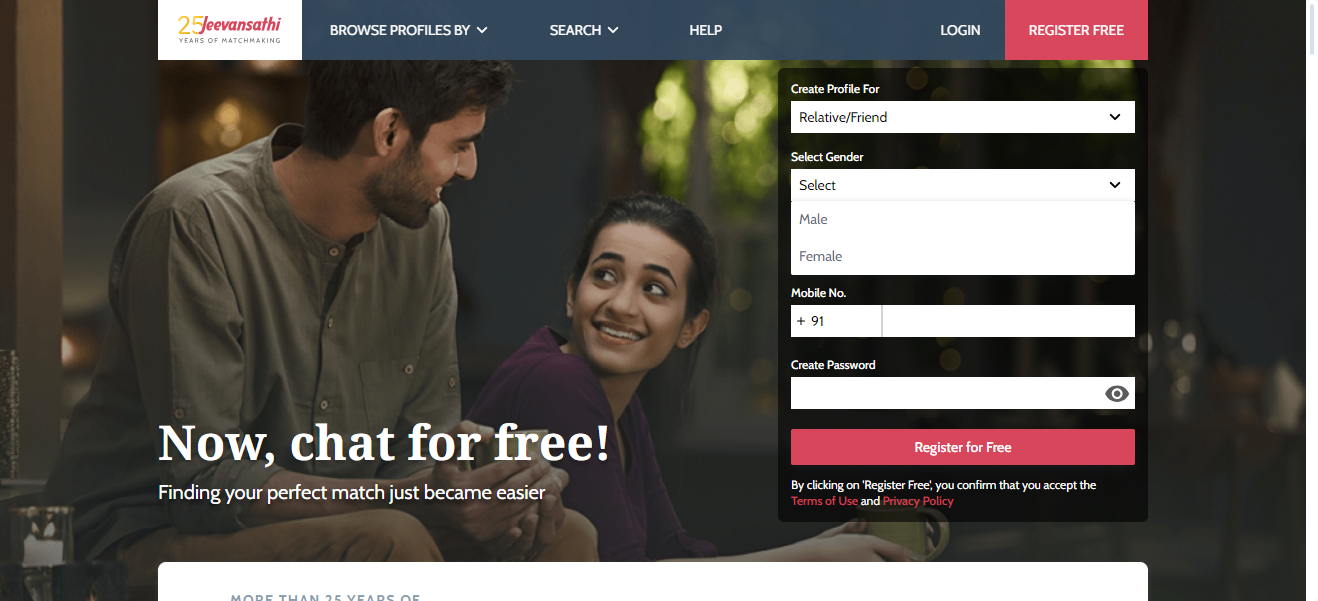 25 Jeevansathi
YEARS OF MATCHMAKING
BROWSE PROFILES BY
SEARCH
HELP
LOGIN
REGISTER FREE
Create Profile For
Relative/Friend
Select Gender
Select
Male
Female
Mobile No.
+ 91
Create Password
Register for Free
By clicking on 'Register Free', you confirm that you accept the
Terms of Use and Privacy Policy
Now, chat for free!
Finding your perfect match just became easier
MORE THAN 25 YEARS OF